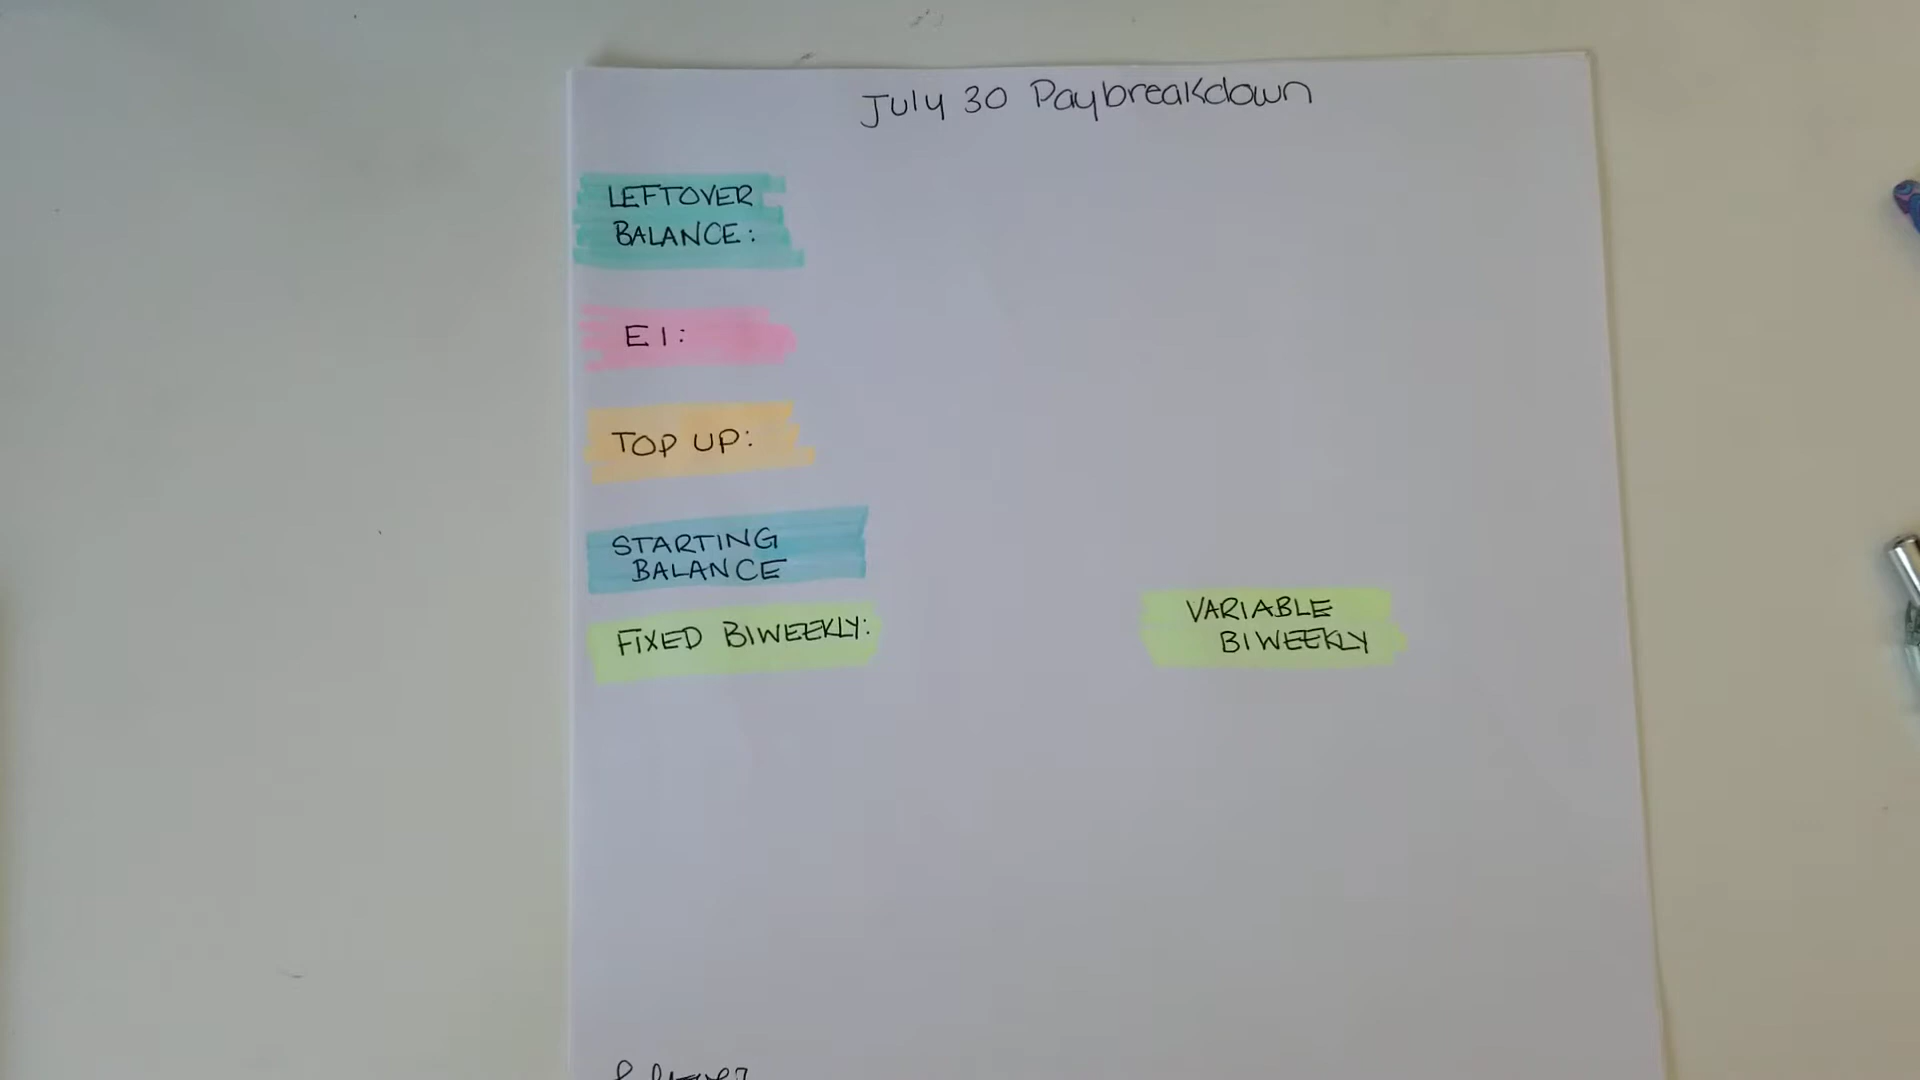 July 30 Paybreakdown
LEFTOVER
BALANCE:
EI:
TOP UP:
STARTING
BALANCE
FIXED BIWEEKLY:
VARIABLE
BIWEEKLY